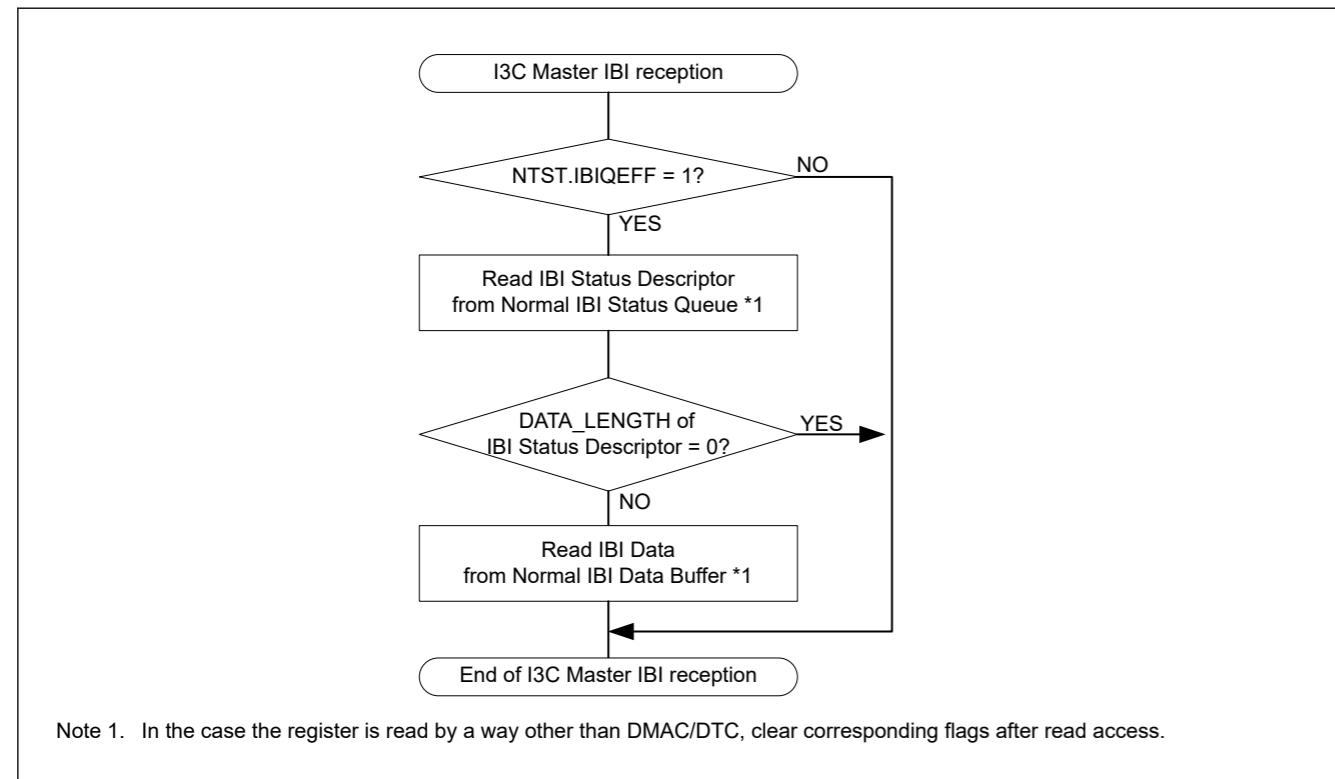 I3C Master IBI reception
NTST.IBIQEFF = 1?
NO
YES
Read IBI Status Descriptor
from Normal IBI Status Queue *1
DATA_LENGTH of
IBI Status Descriptor = 0?
YES
NO
Read IBI Data
from Normal IBI Data Buffer *1
End of I3C Master IBI reception
Note 1. In the case the register is read by a way other than DMAC/DTC, clear corresponding flags after read access.